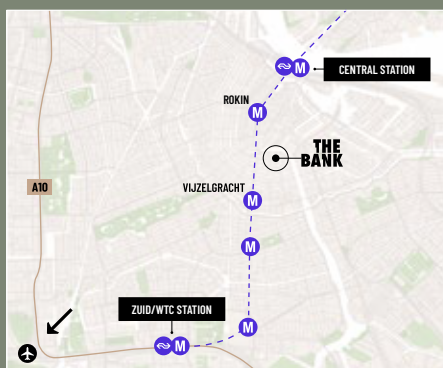 M
CENTRAL STATION
ROKIN
M
THE
BANK
A10
VIJZELGRACHT
M
M
ZUID/WTC STATION
M
M